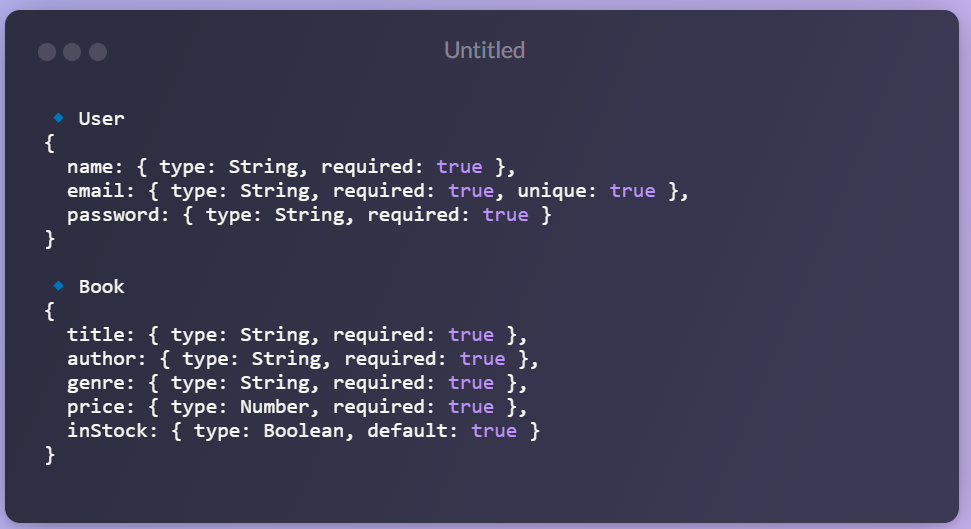 Untitled
🔹 User
{
  name: { type: String, required: true },
  email: { type: String, required: true, unique: true },
  password: { type: String, required: true }
}
🔹 Book
{
  title: { type: String, required: true },
  author: { type: String, required: true },
  genre: { type: String, required: true },
  price: { type: Number, required: true },
  inStock: { type: Boolean, default: true }
}